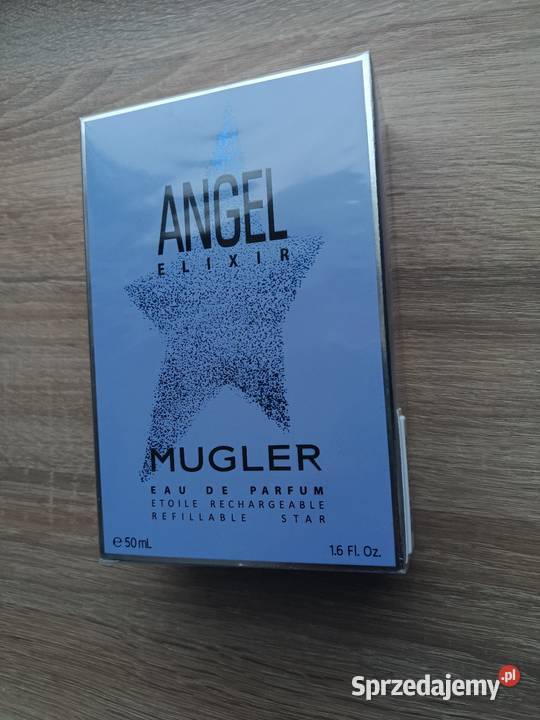 ANGEL
ELIXIR
MUGLER
EAU DE PARFUM
ETOILE RECHARGEABLE
REFILLABLE STAR
℮ 50 mL 1.6 Fl. Oz.
Sprzedajemy.pl